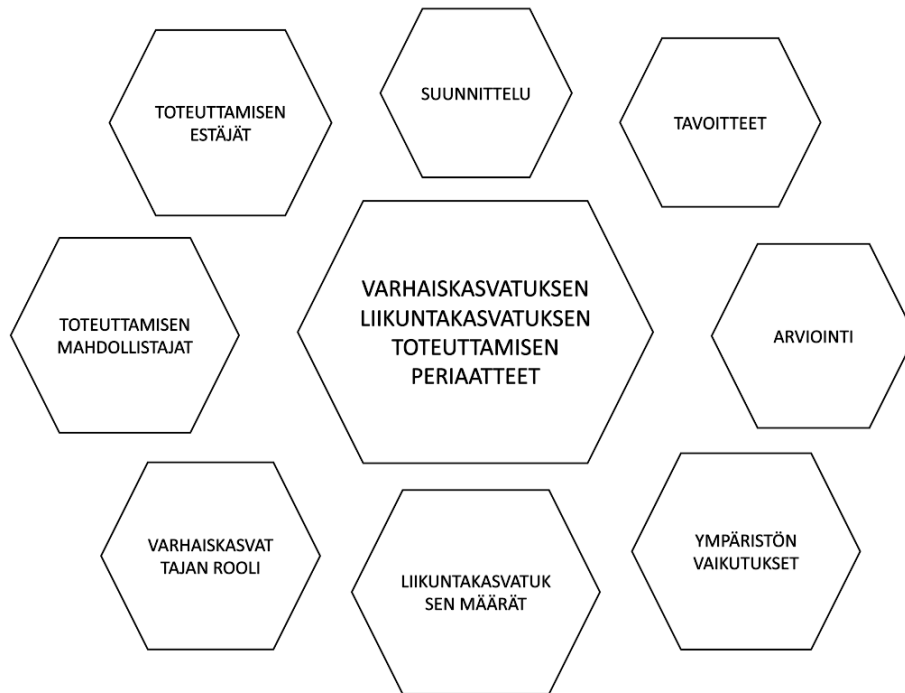 TOTEUTTAMISEN
ESTÄJÄT
SUUNNITTELU
TAVOITTEET
TOTEUTTAMISEN
MAHDOLLISTAJAT
VARHAISKASVATUKSEN
LIIKUNTAKASVATUKSEN
TOTEUTTAMISEN
PERIAATTEET
ARVIOINTI
VARHAISKASVAT
TAJAN ROOLI
LIIKUNTAKASVATUK
SEN MÄÄRÄT
YMPÄRISTÖN
VAIKUTUKSET